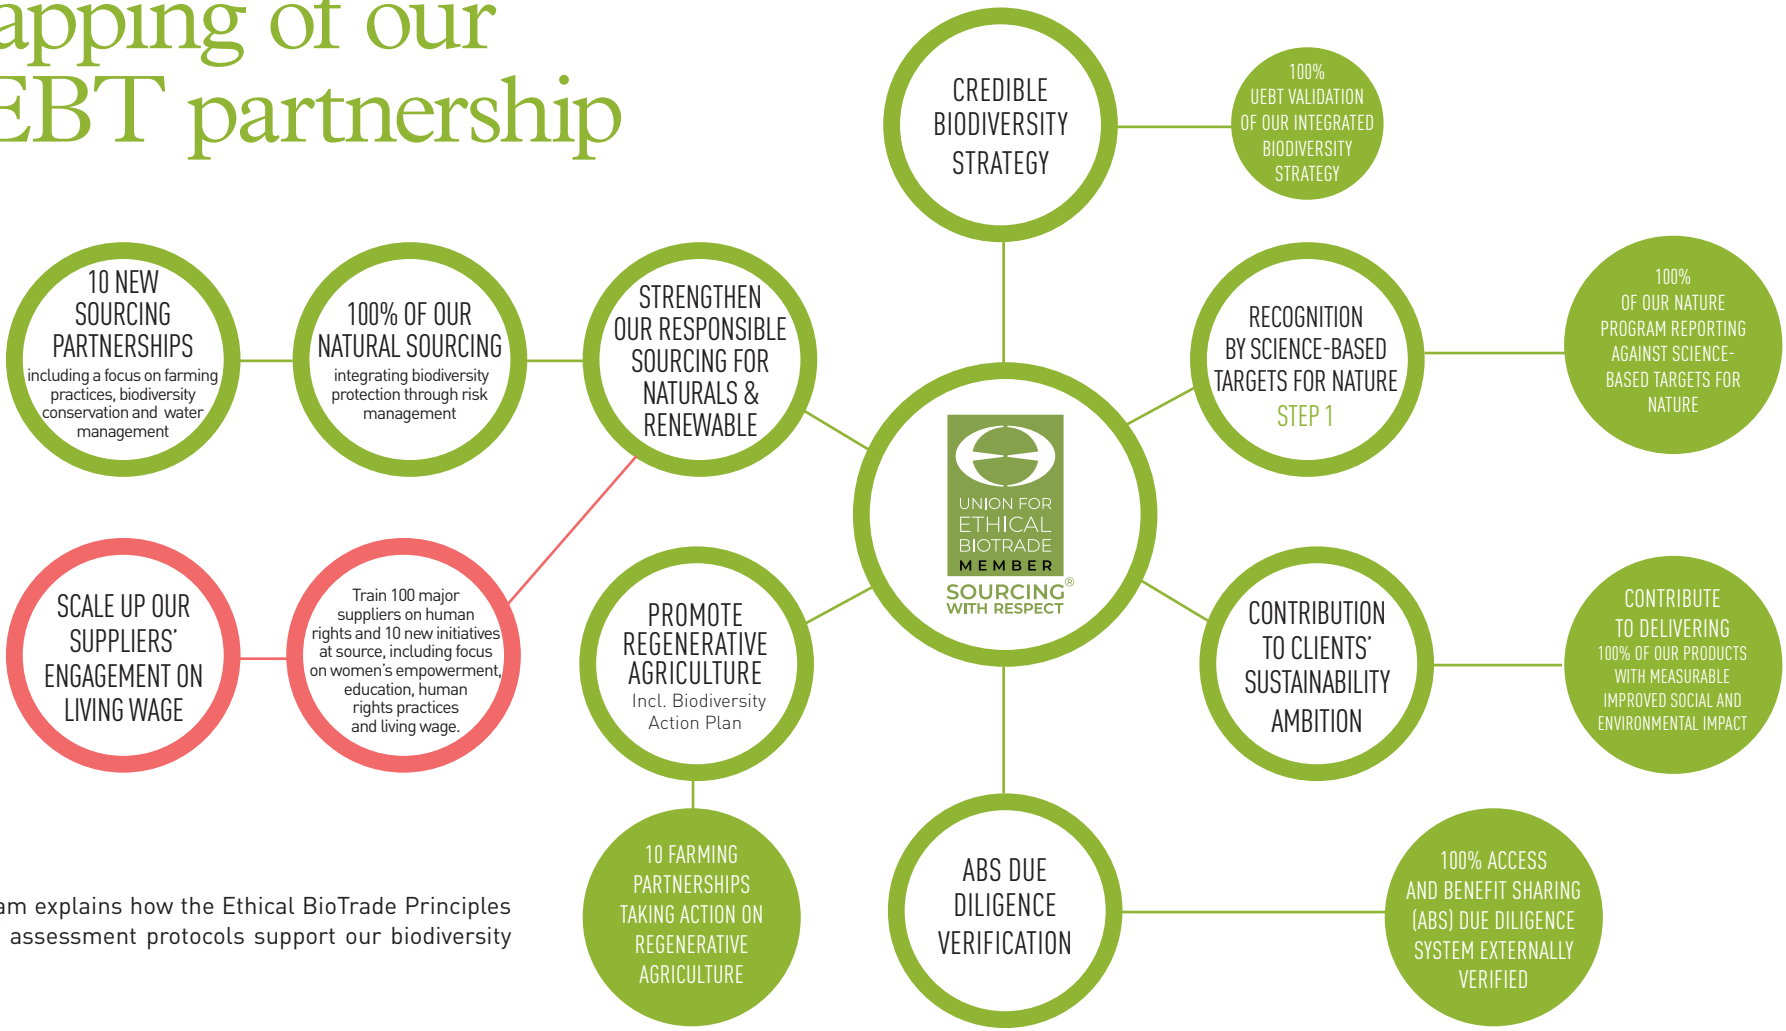 apping of our
EBT partnership
CREDIBLE
BIODIVERSITY
STRATEGY
100%
UEBT VALIDATION
OF OUR INTEGRATED
BIODIVERSITY
STRATEGY
10 NEW
SOURCING
PARTNERSHIPS
including a focus on farming
practices, biodiversity
conservation and water
management
100% OF OUR
NATURAL SOURCING
integrating biodiversity
protection through risk
management
STRENGTHEN
OUR RESPONSIBLE
SOURCING FOR
NATURALS &
RENEWABLE
RECOGNITION
BY SCIENCE-BASED
TARGETS FOR NATURE
STEP 1
100%
OF OUR NATURE
PROGRAM REPORTING
AGAINST SCIENCE-
BASED TARGETS FOR
NATURE
UNION FOR
ETHICAL
BIOTRADE
MEMBER
SOURCING®
WITH RESPECT
SCALE UP OUR
SUPPLIERS'
ENGAGEMENT ON
LIVING WAGE
Train 100 major
suppliers on human
rights and 10 new initiatives
at source, including focus
on women's empowerment,
education, human
rights practices
and living wage.
PROMOTE
REGENERATIVE
AGRICULTURE
Incl. Biodiversity
Action Plan
CONTRIBUTION
TO CLIENTS'
SUSTAINABILITY
AMBITION
CONTRIBUTE
TO DELIVERING
100% OF OUR PRODUCTS
WITH MEASURABLE
IMPROVED SOCIAL AND
ENVIRONMENTAL IMPACT
10 FARMING
PARTNERSHIPS
TAKING ACTION ON
REGENERATIVE
AGRICULTURE
ABS DUE
DILIGENCE
VERIFICATION
100% ACCESS
AND BENEFIT SHARING
(ABS) DUE DILIGENCE
SYSTEM EXTERNALLY
VERIFIED
am explains how the Ethical BioTrade Principles
assessment protocols support our biodiversity